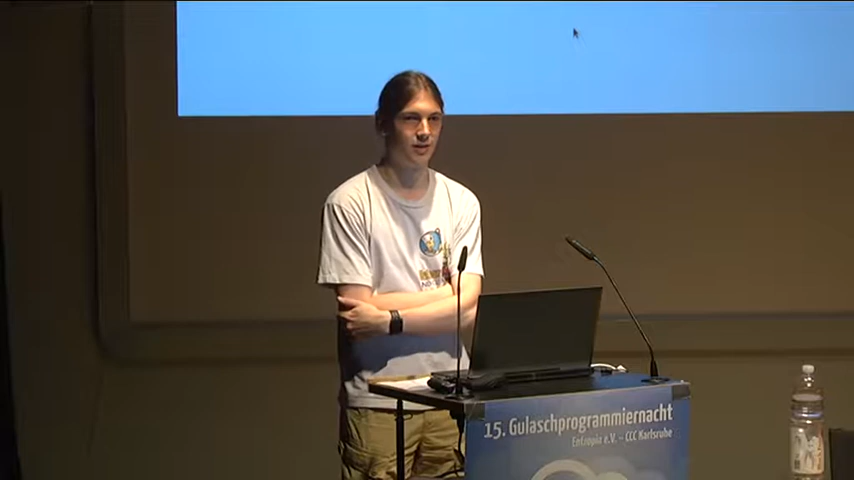 15. Gulaschprogrammiernacht
Entropia e.V. – CCC Karlsruhe